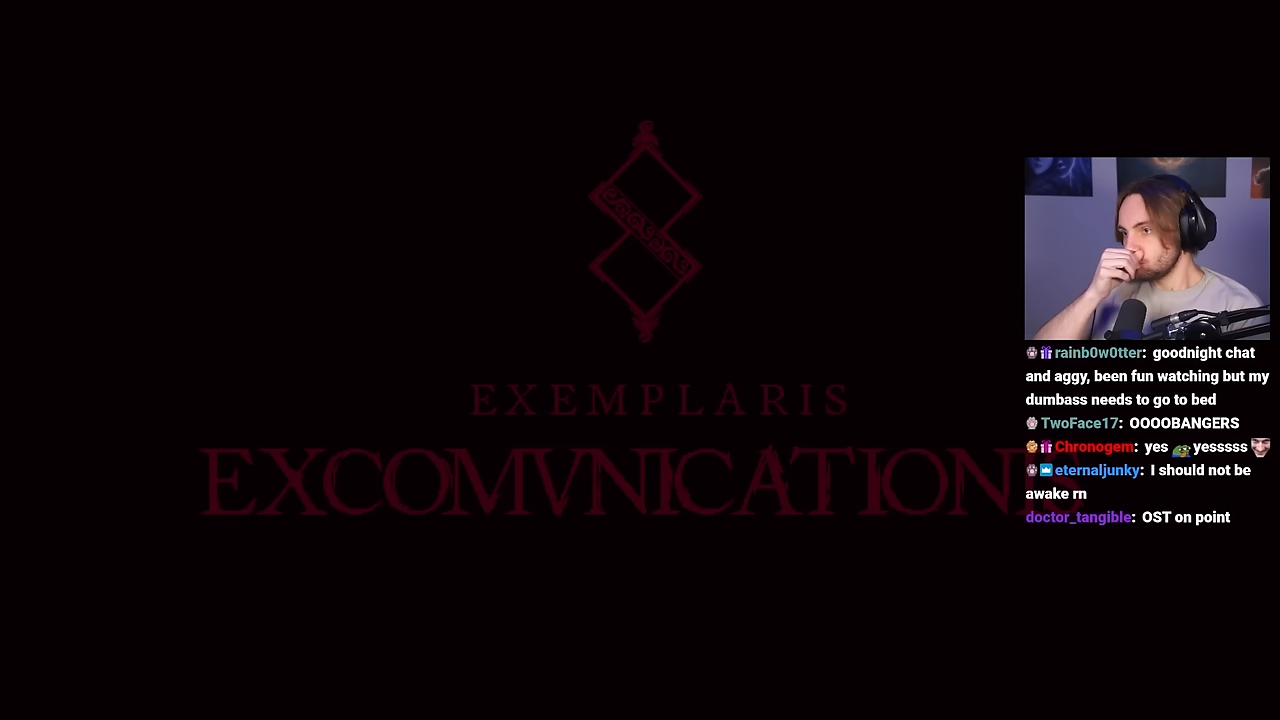 EXEMPLARIS
EXCOMVNICATIONIS
rainb0w0tter: goodnight chat
and aggy, been fun watching but my
dumbass needs to go to bed
TwoFace17: OOOOBANGERS
Chronogem: yes yesssss
eternaljunky: I should not be
awake rn
doctor_tangible: OST on point